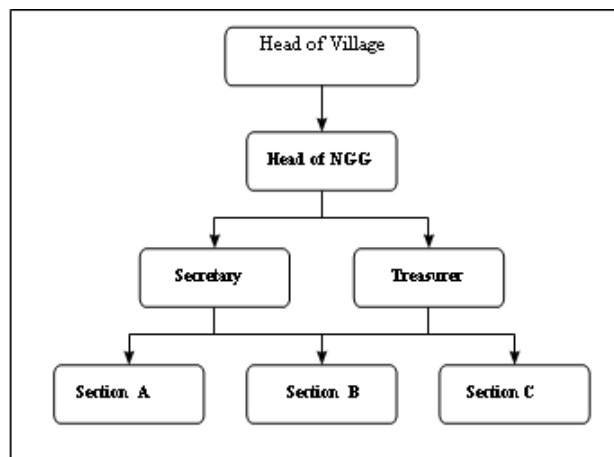 Head of Village
Head of NGG
Secretary
Treasurer
Section A
Section B
Section C